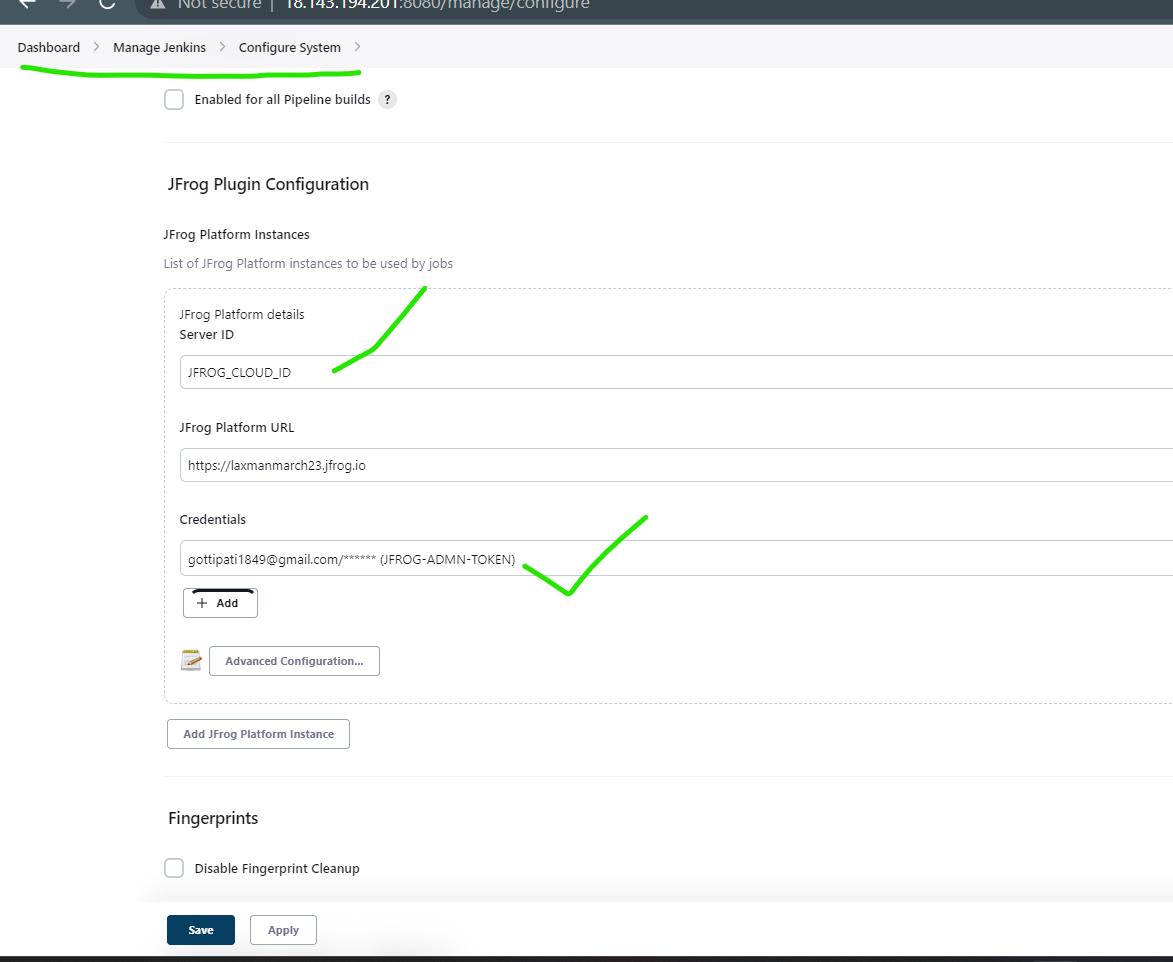 Not secure | 18.143.194.201:8080/manage/configure
Dashboard > Manage Jenkins > Configure System >
Enabled for all Pipeline builds ?
JFrog Plugin Configuration
JFrog Platform Instances
List of JFrog Platform instances to be used by jobs
JFrog Platform details
Server ID
JFROG_CLOUD_ID
JFrog Platform URL
https://laxmanmarch23.jfrog.io
Credentials
gottipati1849@gmail.com/****** (JFROG-ADMN-TOKEN)
+ Add
Advanced Configuration...
Add JFrog Platform Instance
Fingerprints
Disable Fingerprint Cleanup
Save Apply